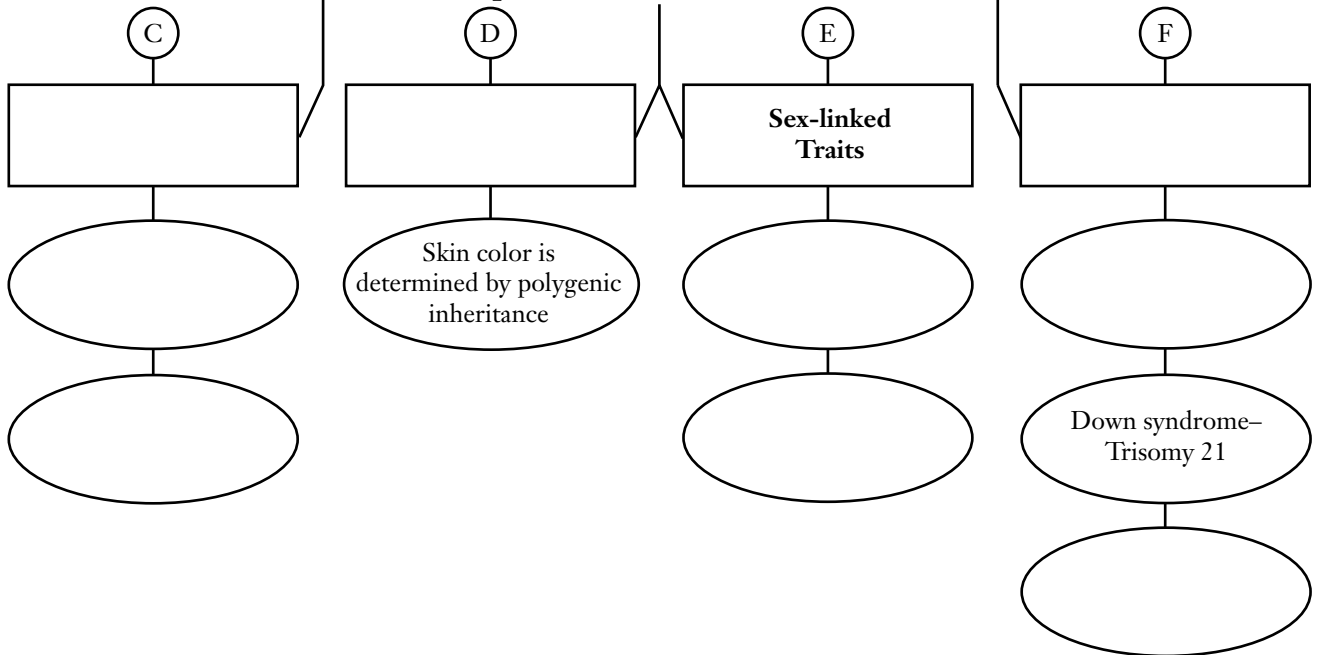 C
D
E
F
Sex-linked
Traits
Skin color is
determined by polygenic
inheritance
Down syndrome–
Trisomy 21